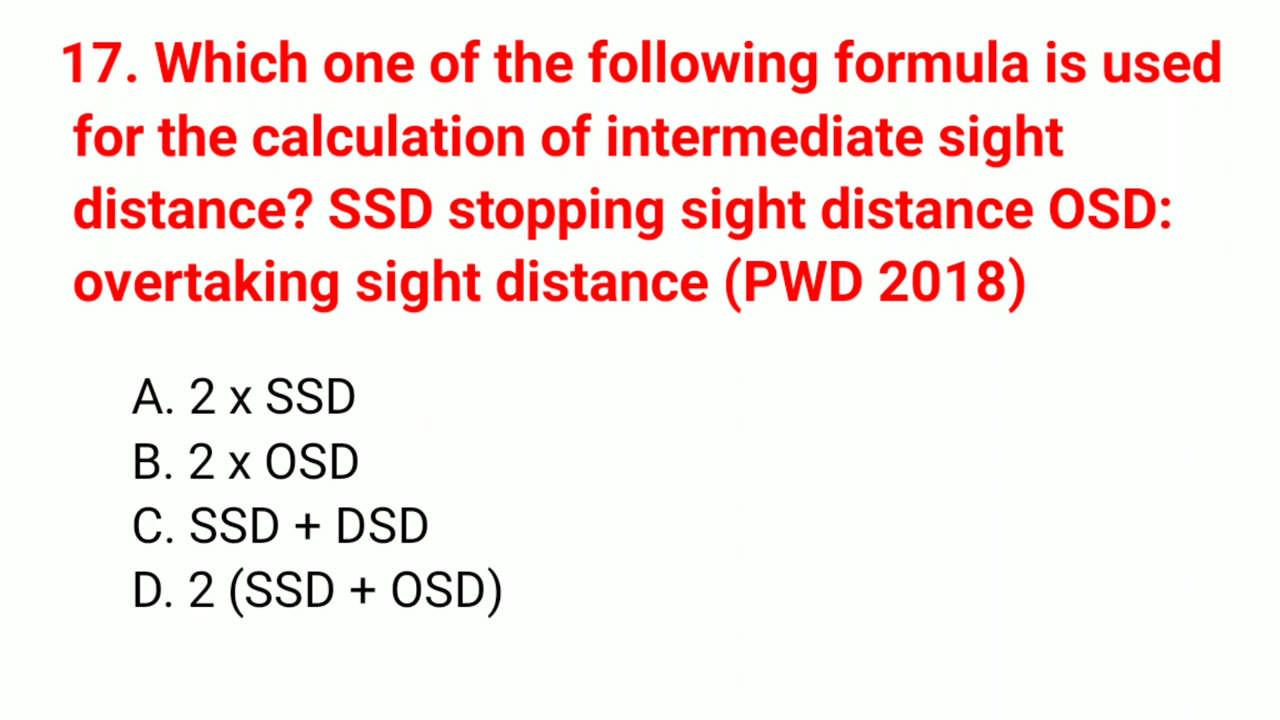 17. Which one of the following formula is used
for the calculation of intermediate sight
distance? SSD stopping sight distance OSD:
overtaking sight distance (PWD 2018)
A. 2 x SSD
B. 2 x OSD
C. SSD + DSD
D. 2 (SSD + OSD)